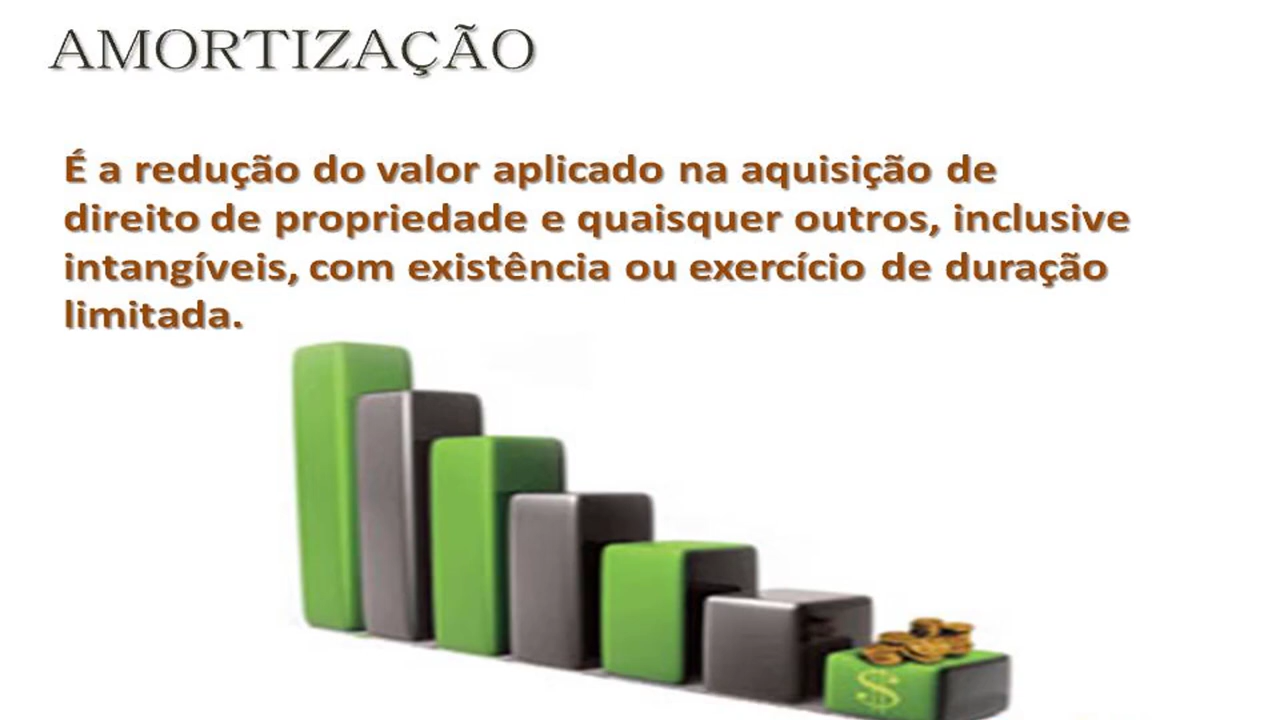 AMORTIZAÇÃO
É a redução do valor aplicado na aquisição de
direito de propriedade e quaisquer outros, inclusive
intangíveis, com existência ou exercício de duração
limitada.
$